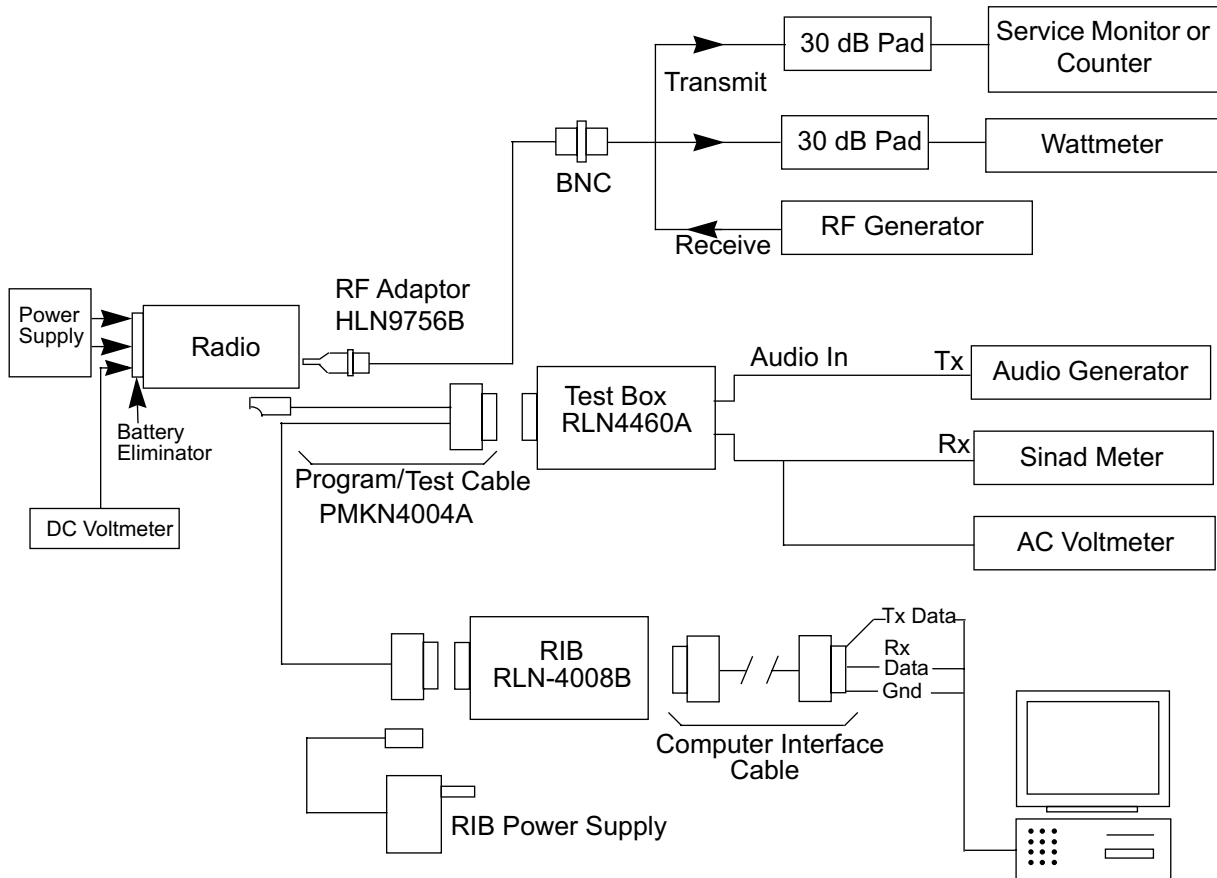 30 dB Pad
Service Monitor or
Counter
Transmit
30 dB Pad
Wattmeter
BNC
RF Generator
Receive
RF Adaptor
HLN9756B
Power
Supply
Radio
Battery
Eliminator
DC Voltmeter
Audio In
Tx
Audio Generator
Test Box
RLN4460A
Rx
Sinad Meter
Program/Test Cable
PMKN4004A
AC Voltmeter
Tx Data
Rx
Data
Gnd
RIB
RLN-4008B
Computer Interface
Cable
RIB Power Supply